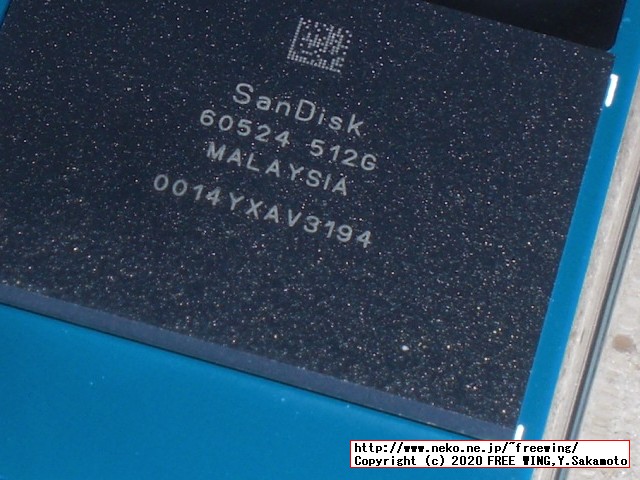 SanDisk
60524 512G
MALAYSIA
0014YXAV3194
http://www.neko.ne.jp/~freewing/
Copyright (c) 2020 FREE WING,Y.Sakamoto